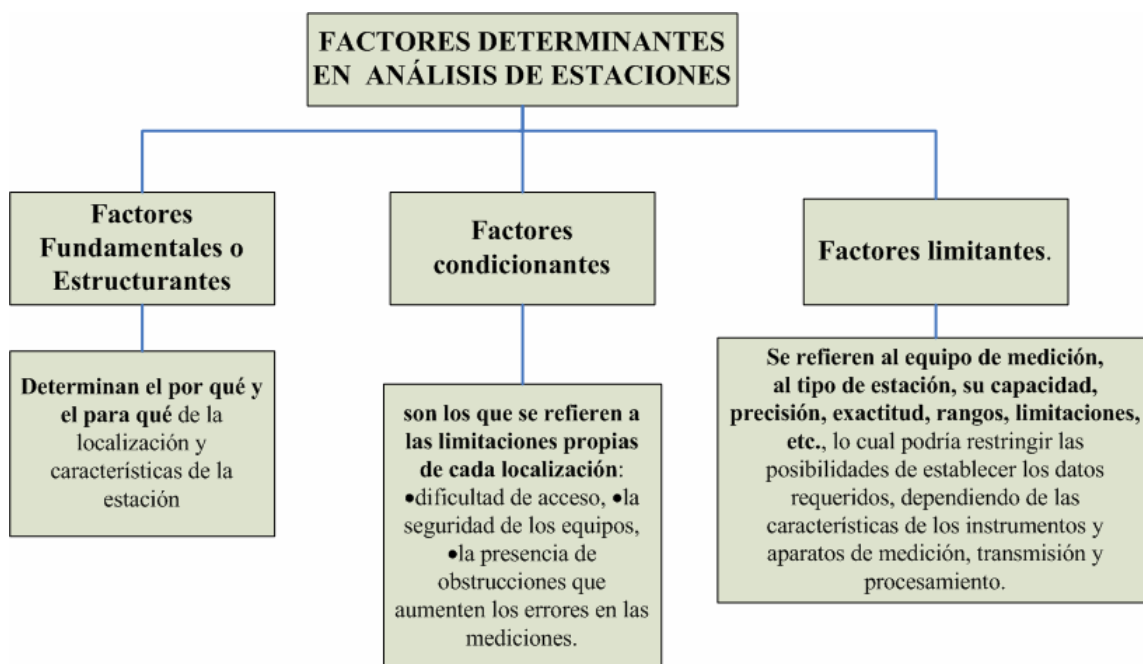 FACTORES DETERMINANTES
EN ANÁLISIS DE ESTACIONES
Factores
Fundamentales o
Estructurantes
Determinan el por qué y
el para qué de la
localización y
características de la
estación
Factores
condicionantes
son los que se refieren a
las limitaciones propias
de cada localización:
•dificultad de acceso, •la
seguridad de los equipos,
•la presencia de
obstrucciones que
aumenten los errores en las
mediciones.
Factores limitantes.
Se refieren al equipo de medición,
al tipo de estación, su capacidad,
precisión, exactitud, rangos, limitaciones,
etc., lo cual podría restringir las
posibilidades de establecer los datos
requeridos, dependiendo de las
características de los instrumentos y
aparatos de medición, transmisión y
procesamiento.